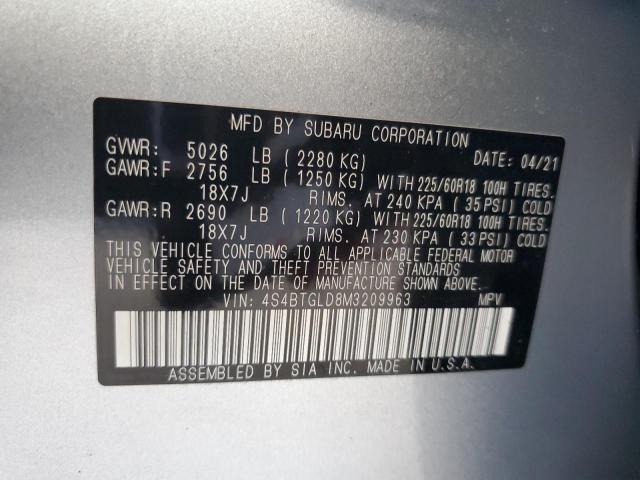 MFD BY SUBARU CORPORATION
GVWR: 5026 LB (2280 KG) DATE: 04/21
GAWR:F 2756 LB (1250 KG) WITH 225/60R18 100H TIRES.
18X7J RIMS. AT 240 KPA (35 PSI) COLD
GAWR:R 2690 LB (1220 KG) WITH 225/60R18 100H TIRES.
18X7J RIMS. AT 230 KPA (33 PSI) COLD
THIS VEHICLE CONFORMS TO ALL APPLICABLE FEDERAL MOTOR
VEHICLE SAFETY AND THEFT PREVENTION STANDARDS
IN EFFECT ON THE DATE OF MANUFACTURE SHOWN ABOVE.
VIN: 4S4BTGLD8M3209963 MPV
ASSEMBLED BY SIA INC. MADE IN U.S.A.